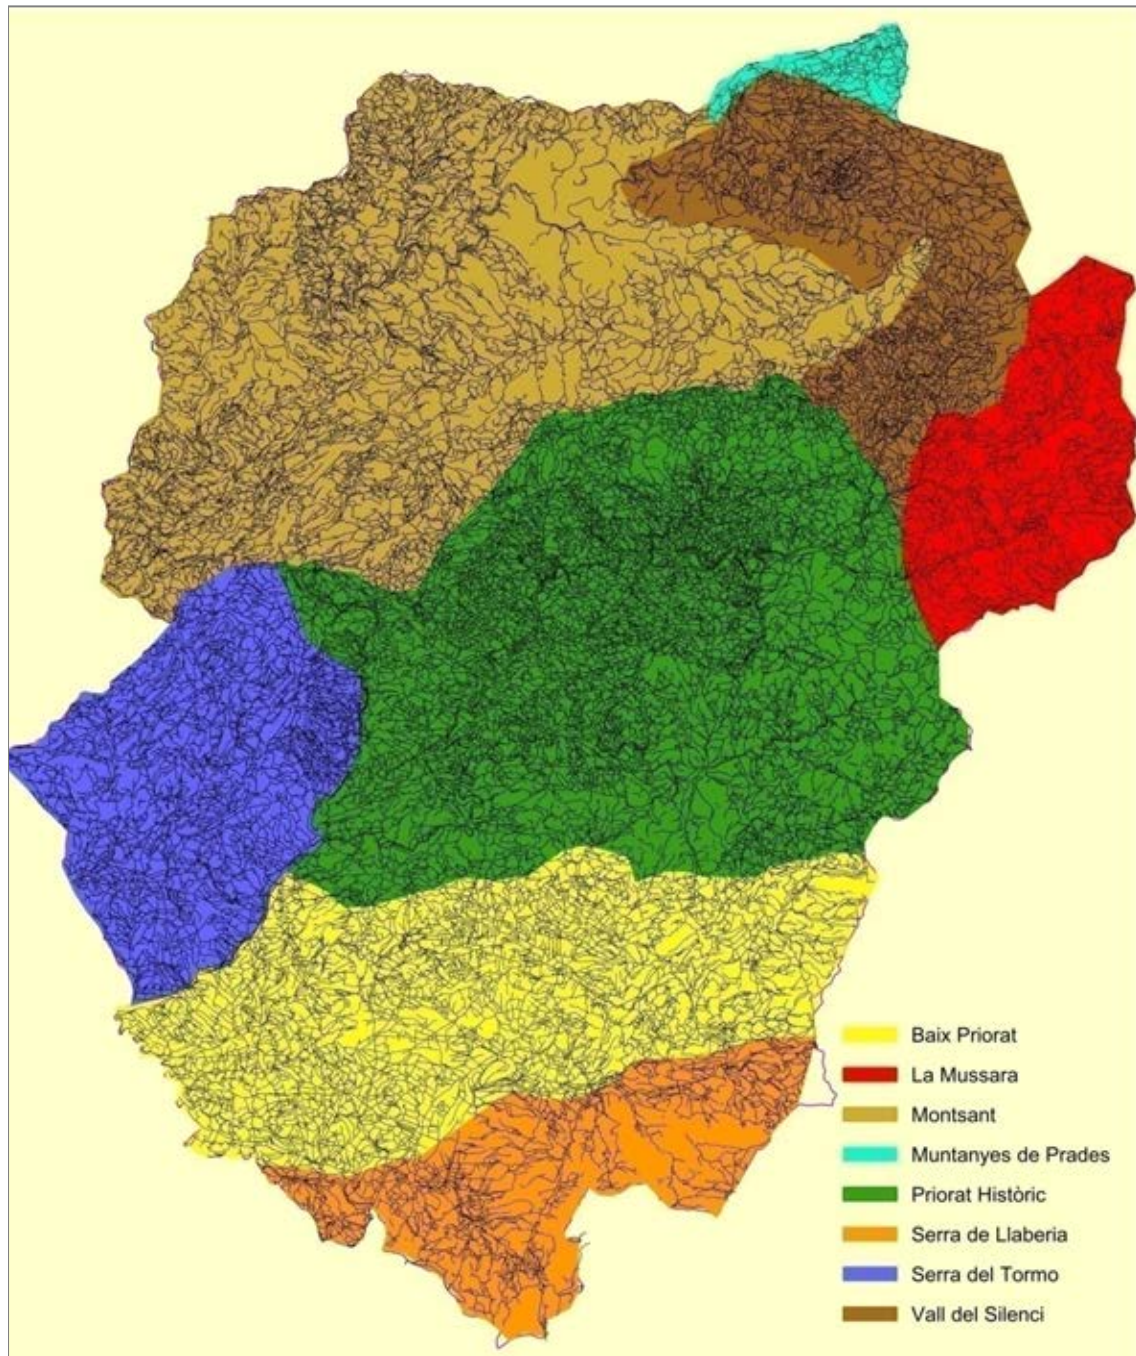 Baix Priorat
La Mussara
Montsant
Muntanyes de Prades
Priorat Històric
Serra de Llaberia
Serra del Tormo
Vall del Silenci